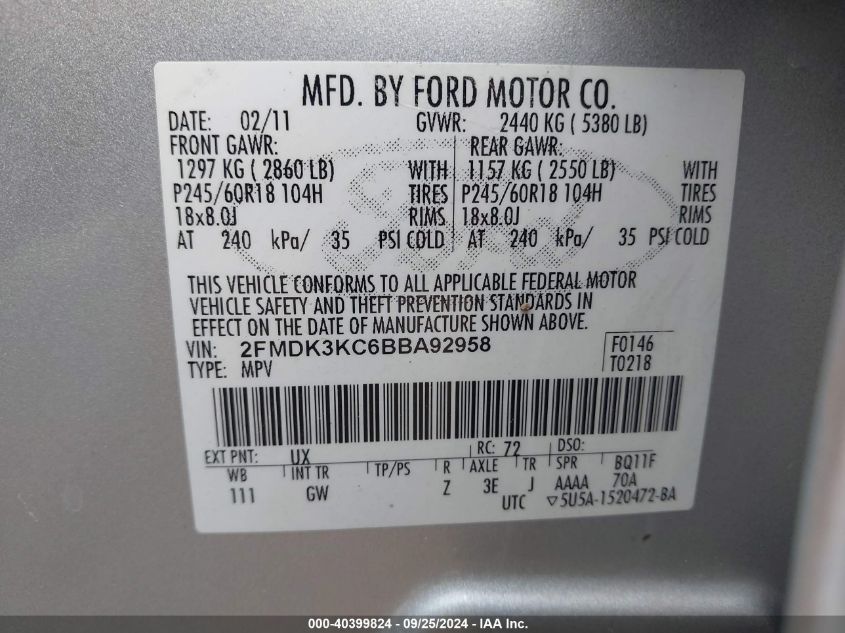 MFD. BY FORD MOTOR CO.
DATE: 02/11 GVWR: 2440 KG ( 5380 LB)
FRONT GAWR: REAR GAWR:
1297 KG ( 2860 LB) WITH 1157 KG ( 2550 LB) WITH
P245/60R18 104H TIRES P245/60R18 104H TIRES
18x8.0J RIMS 18x8.0J RIMS
AT 240 kPa/ 35 PSI COLD AT 240 kPa/ 35 PSI COLD
THIS VEHICLE CONFORMS TO ALL APPLICABLE FEDERAL MOTOR
VEHICLE SAFETY AND THEFT PREVENTION STANDARDS IN
EFFECT ON THE DATE OF MANUFACTURE SHOWN ABOVE.
VIN: 2FMDK3KC6BBA92958 F0146
TYPE: MPV T0218
EXT PNT: UX RC: 72 DSO:
WB INT TR TP/PS R AXLE TR SPR BQ11F
111 GW Z 3E J AAAA 70A
UTC ▽5U5A-1520472-BA
000-40399824 - 09/25/2024 - IAA Inc.